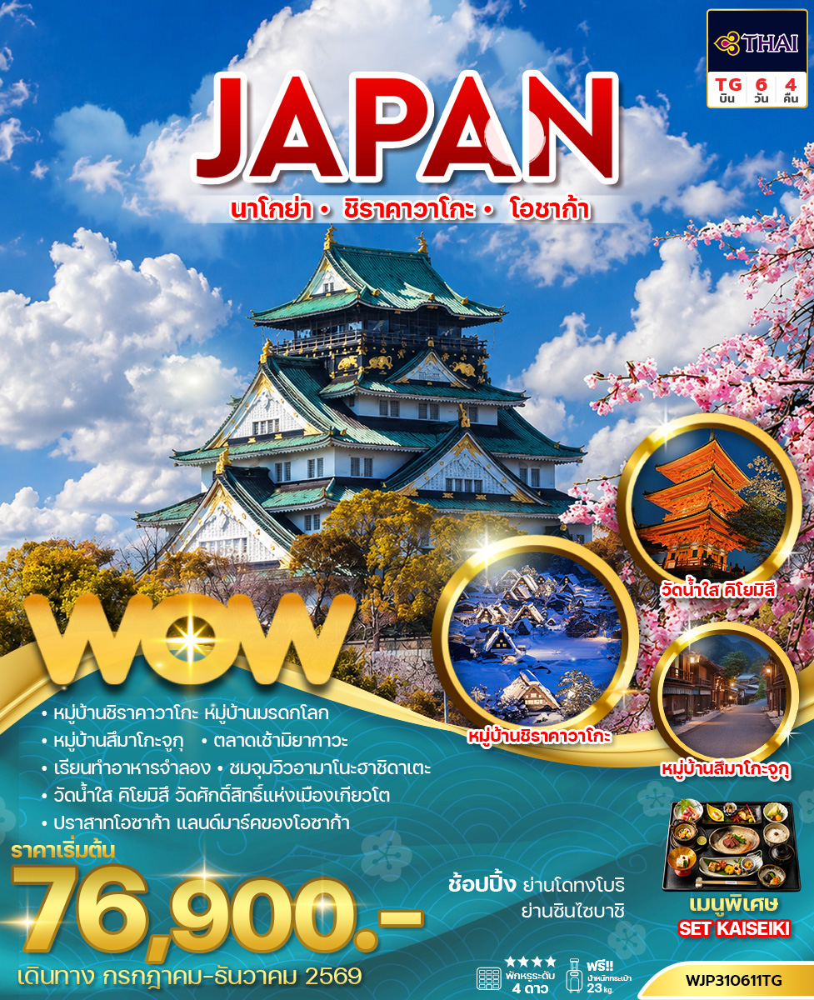 THAI
TG 6 4
บิน วัน คืน
JAPAN
นาโกย่า • ชิราคาวาโกะ • โอซาก้า
วัดน้ำใส คิโยมิสึ
WOW
• หมู่บ้านชิราคาวาโกะ หมู่บ้านมรดกโลก
• หมู่บ้านสึมาโกะจูกุ • ตลาดเช้ามิยากาวะ
• เรียนทำอาหารจำลอง • ชมจุมวิวอามาโนะฮาชิดาเตะ
• วัดน้ำใส คิโยมิสึ วัดศักดิ์สิทธิ์แห่งเมืองเกียวโต
• ปราสาทโอซาก้า แลนด์มาร์คของโอซาก้า
หมู่บ้านชิราคาวาโกะ
หมู่บ้านสึมาโกะจูกุ
ราคาเริ่มต้น
76,900.-
เดินทาง กรกฎาคม-ธันวาคม 2569
ช้อปปิ้ง ย่านโดทงโบริ
ย่านชินไซบาชิ
เมนูพิเศษ
SET KAISEIKI
พักหรูระดับ
4 ดาว
ฟรี!!
น้ำหนักกระเป๋า
23 kg.
WJP310611TG